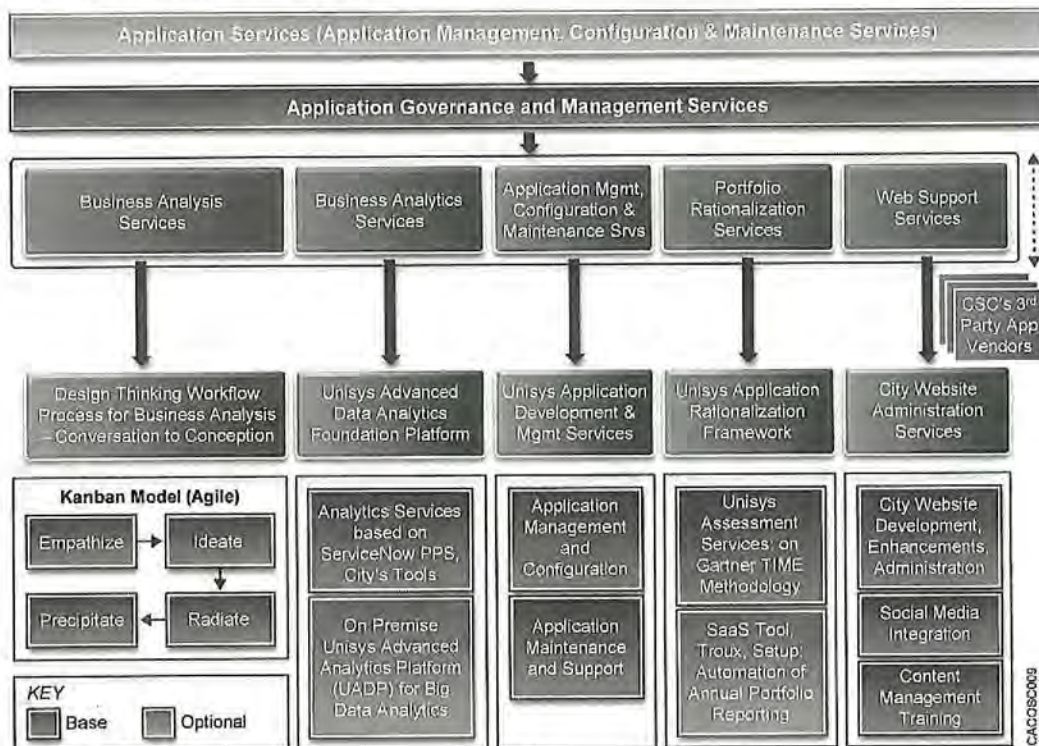 Application Services (Application Management, Configuration & Maintenance Services)
Application Governance and Management Services
Business Analysis
Services
Business Analytics
Services
Application Mgmt,
Configuration &
Maintenance Srvs
Portfolio
Rationalization
Services
Web Support
Services
CSC's 3rd
Party App
Vendors
Design Thinking Workflow
Process for Business Analysis
– Conversation to Conception
Unisys Advanced
Data Analytics
Foundation Platform
Unisys Application
Development &
Mgmt Services
Unisys Application
Rationalization
Framework
City Website
Administration
Services
Kanban Model (Agile)
Empathize
Ideate
Precipitate
Radiate
KEY
Base
Optional
Analytics Services
based on
ServiceNow PPS,
City's Tools
On Premise
Unisys Advanced
Analytics Platform
(UADP) for Big
Data Analytics
Application
Management
and
Configuration
Application
Maintenance
and Support
Unisys
Assessment
Services: on
Gartner TIME
Methodology
SaaS Tool,
Troux, Setup;
Automation of
Annual Portfolio
Reporting
City Website
Development,
Enhancements,
Administration
Social Media
Integration
Content
Management
Training
CACOSC009